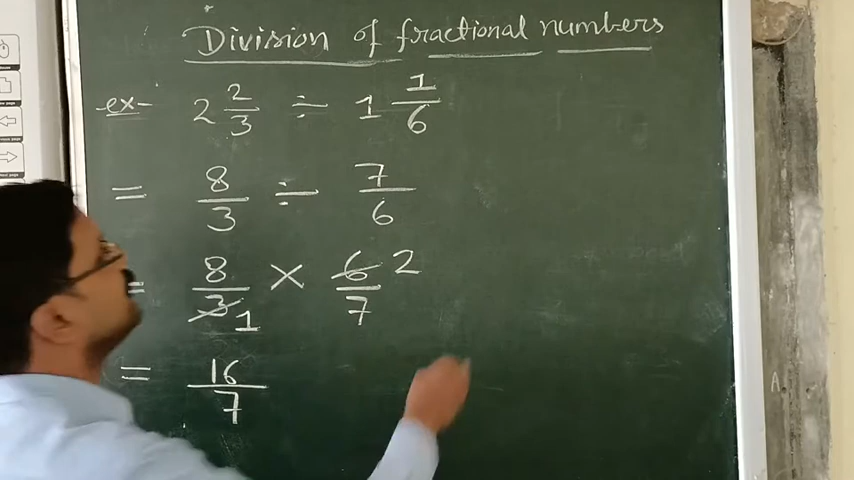 Division of fractional numbers
ex- 2 2/3 ÷ 1 1/6
= 8/3 ÷ 7/6
= 8/3 1 × 6/7 2
= 16/7
A